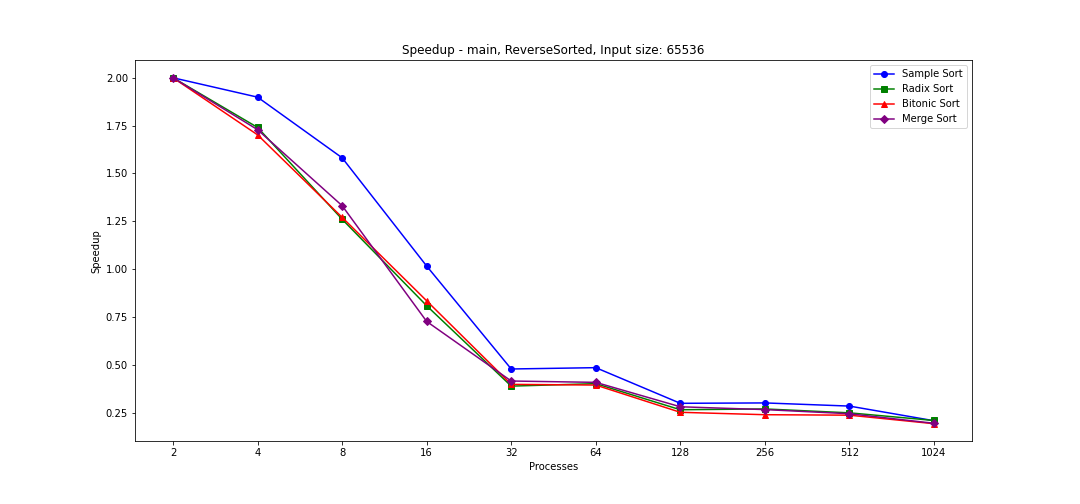 Speedup - main, ReverseSorted, Input size: 65536
Sample Sort
Radix Sort
Bitonic Sort
Merge Sort
Speedup
2.00
1.75
1.50
1.25
1.00
0.75
0.50
0.25
2 4 8 16 32 64 128 256 512 1024
Processes